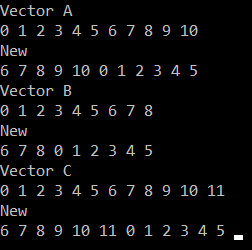 Vector A
0 1 2 3 4 5 6 7 8 9 10
New
6 7 8 9 10 0 1 2 3 4 5
Vector B
0 1 2 3 4 5 6 7 8
New
6 7 8 0 1 2 3 4 5
Vector C
0 1 2 3 4 5 6 7 8 9 10 11
New
6 7 8 9 10 11 0 1 2 3 4 5